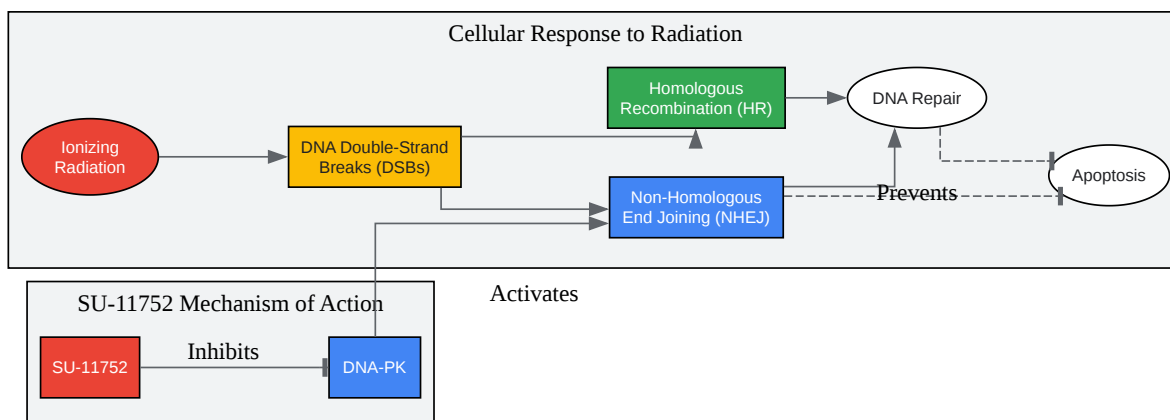 Cellular Response to Radiation
Homologous
Recombination (HR)
DNA Repair
Ionizing
Radiation
DNA Double-Strand
Breaks (DSBs)
Apoptosis
Non-Homologous
End Joining (NHEJ)
Prevents
Activates
SU-11752 Mechanism of Action
Inhibits
SU-11752
DNA-PK